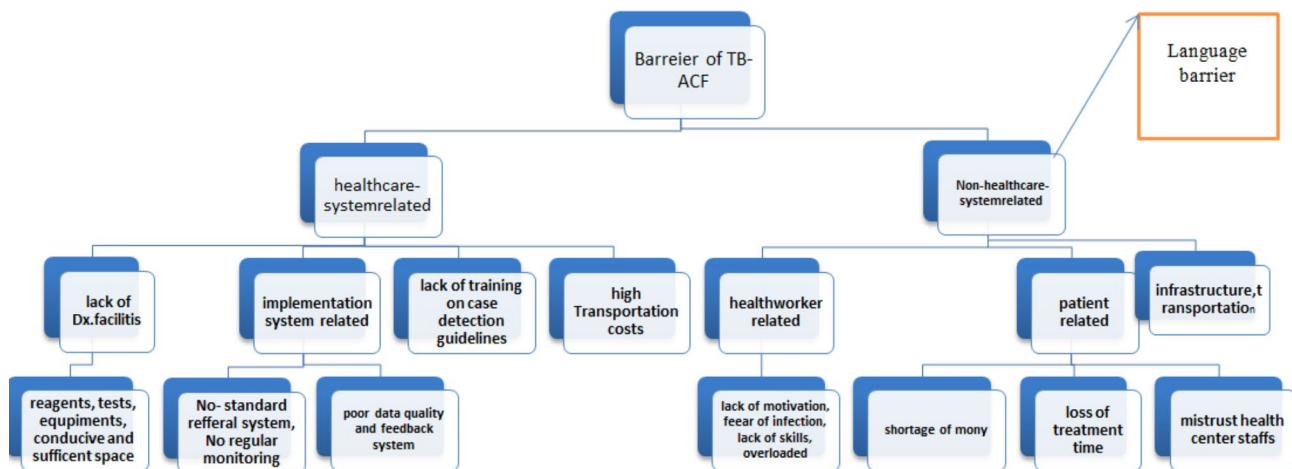 Barreier of TB-
ACF
Language
barrier
healthcare-
systemrelated
Non-healthcare-
systemrelated
lack of
Dx.facilitis
implementation
system related
lack of training
on case
detection
guidelines
high
Transportation
costs
healthworker
related
patient
related
infrastructure,t
ransportation
reagents, tests,
equpiments,
conducive and
sufficent space
No- standard
refferal system,
No regular
monitoring
poor data quality
and feedback
system
lack of motivation,
feear of infection,
lack of skills,
overloaded
shortage of mony
loss of
treatment
time
mistrust health
center staffs